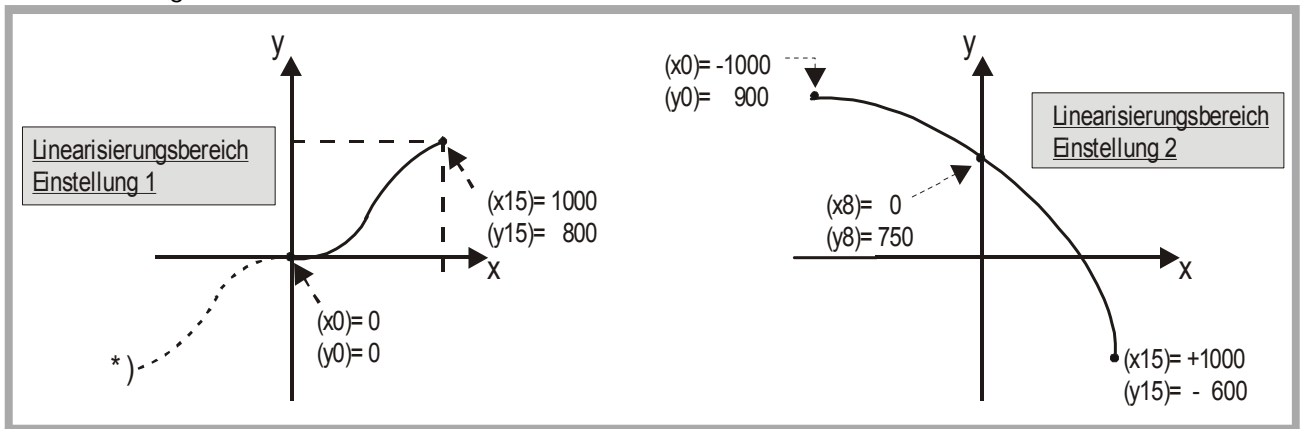 y
Linearisierungsbereich
Einstellung 1
(x15)= 1000
(y15)= 800
x
(x0)= 0
(y0)= 0
*)
(x0)= -1000
(y0)= 900
y
Linearisierungsbereich
Einstellung 2
(x8)= 0
(y8)= 750
x
(x15)= +1000
(y15)= - 600